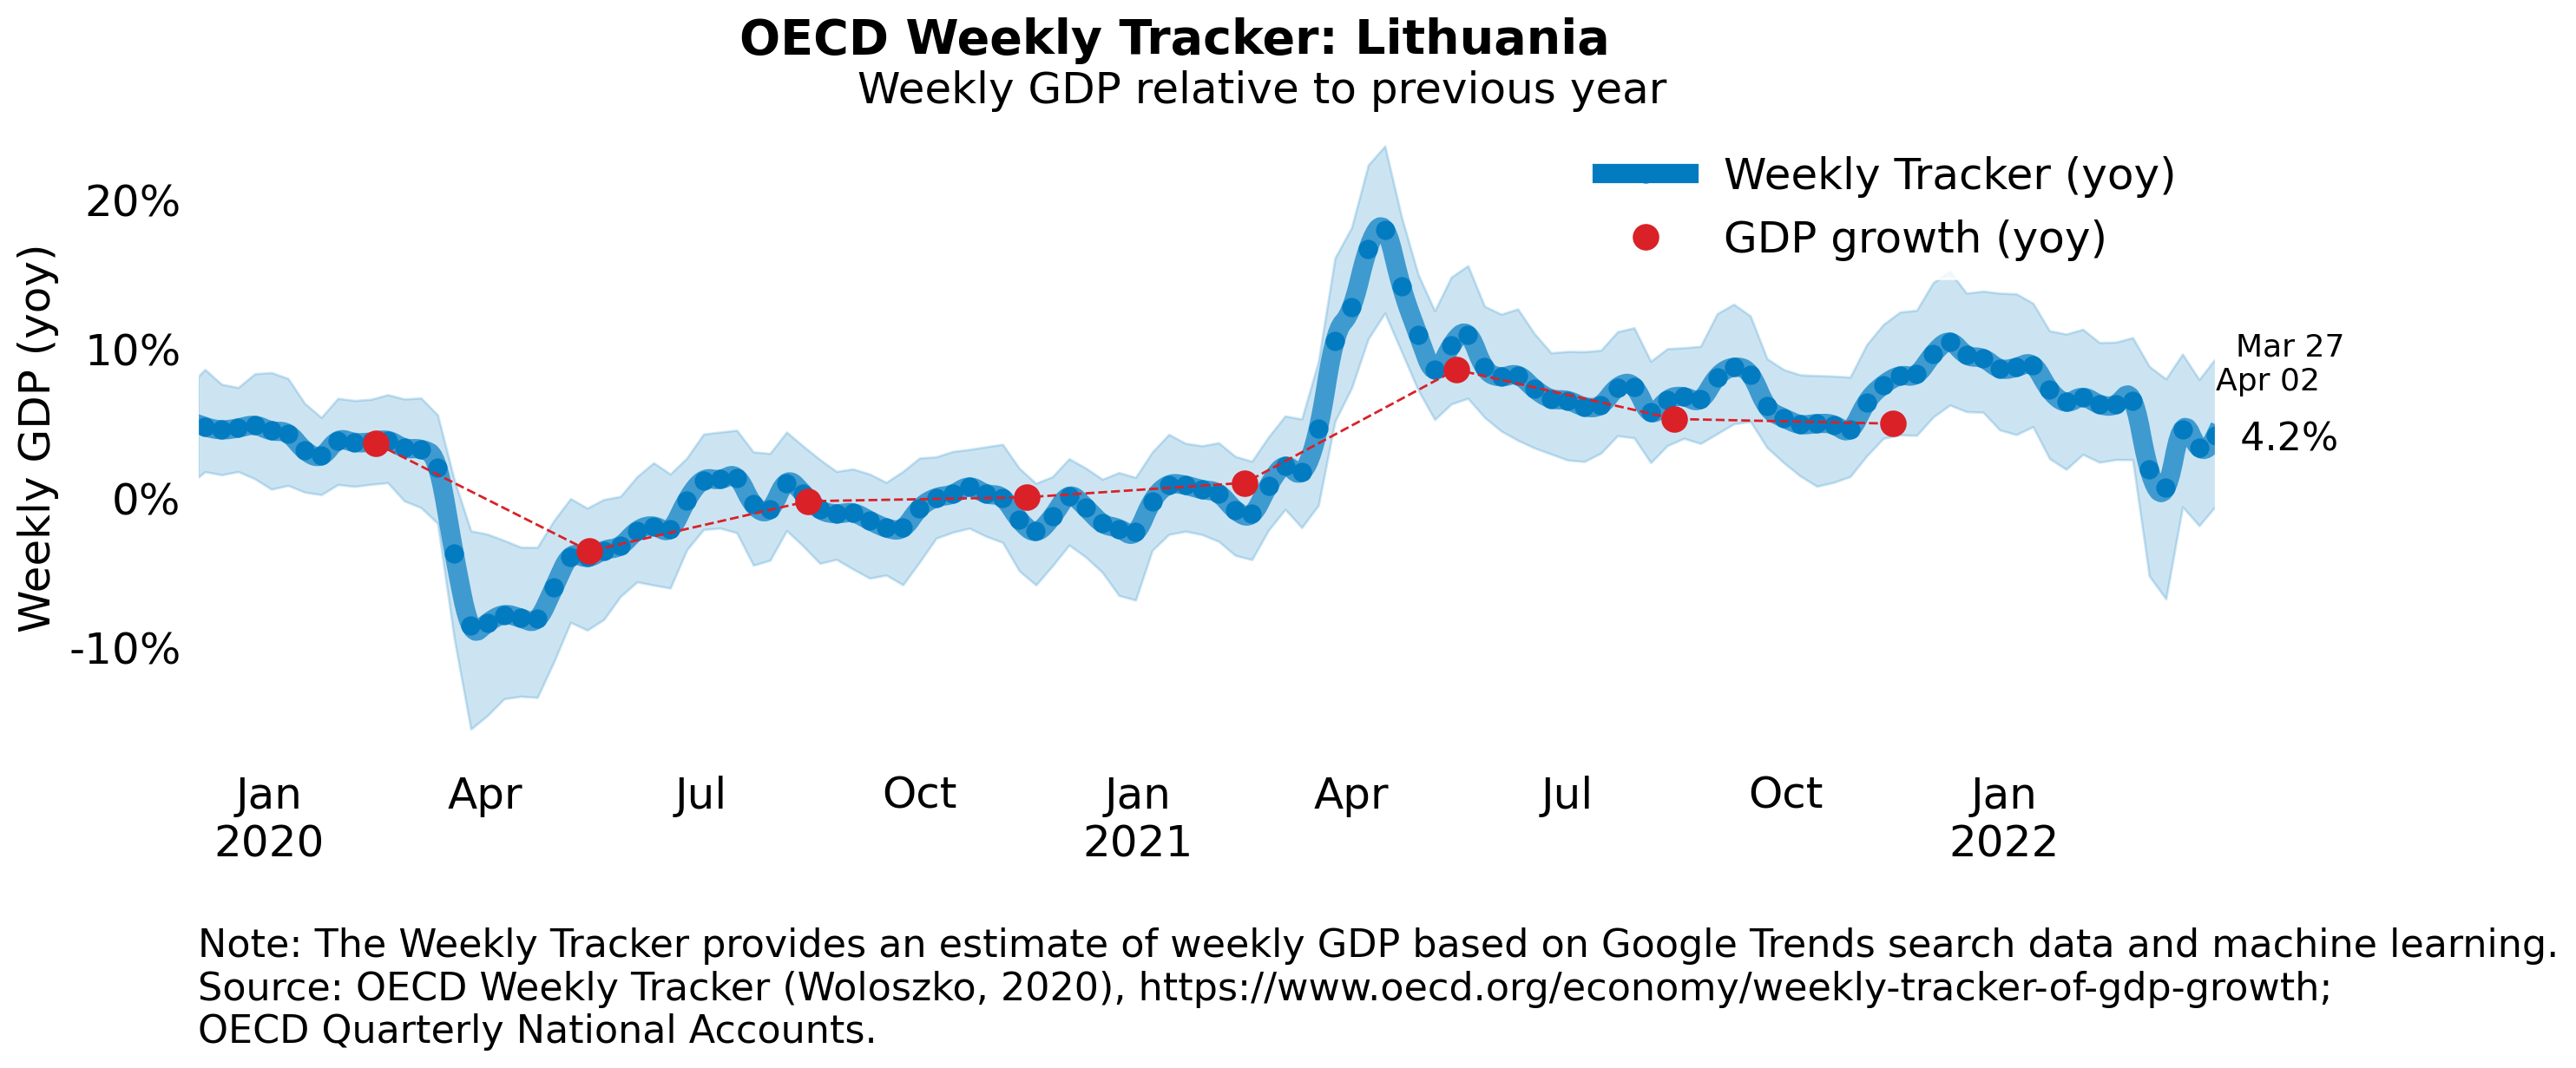 OECD Weekly Tracker: Lithuania
Weekly GDP relative to previous year
Weekly Tracker (yoy)
GDP growth (yoy)
Weekly GDP (yoy)
20%
10%
0%
-10%
Mar 27
Apr 02
4.2%
Jan Apr Jul Oct Jan Apr Jul Oct Jan
2020 2021 2022
Note: The Weekly Tracker provides an estimate of weekly GDP based on Google Trends search data and machine learning.
Source: OECD Weekly Tracker (Woloszko, 2020), https://www.oecd.org/economy/weekly-tracker-of-gdp-growth;
OECD Quarterly National Accounts.